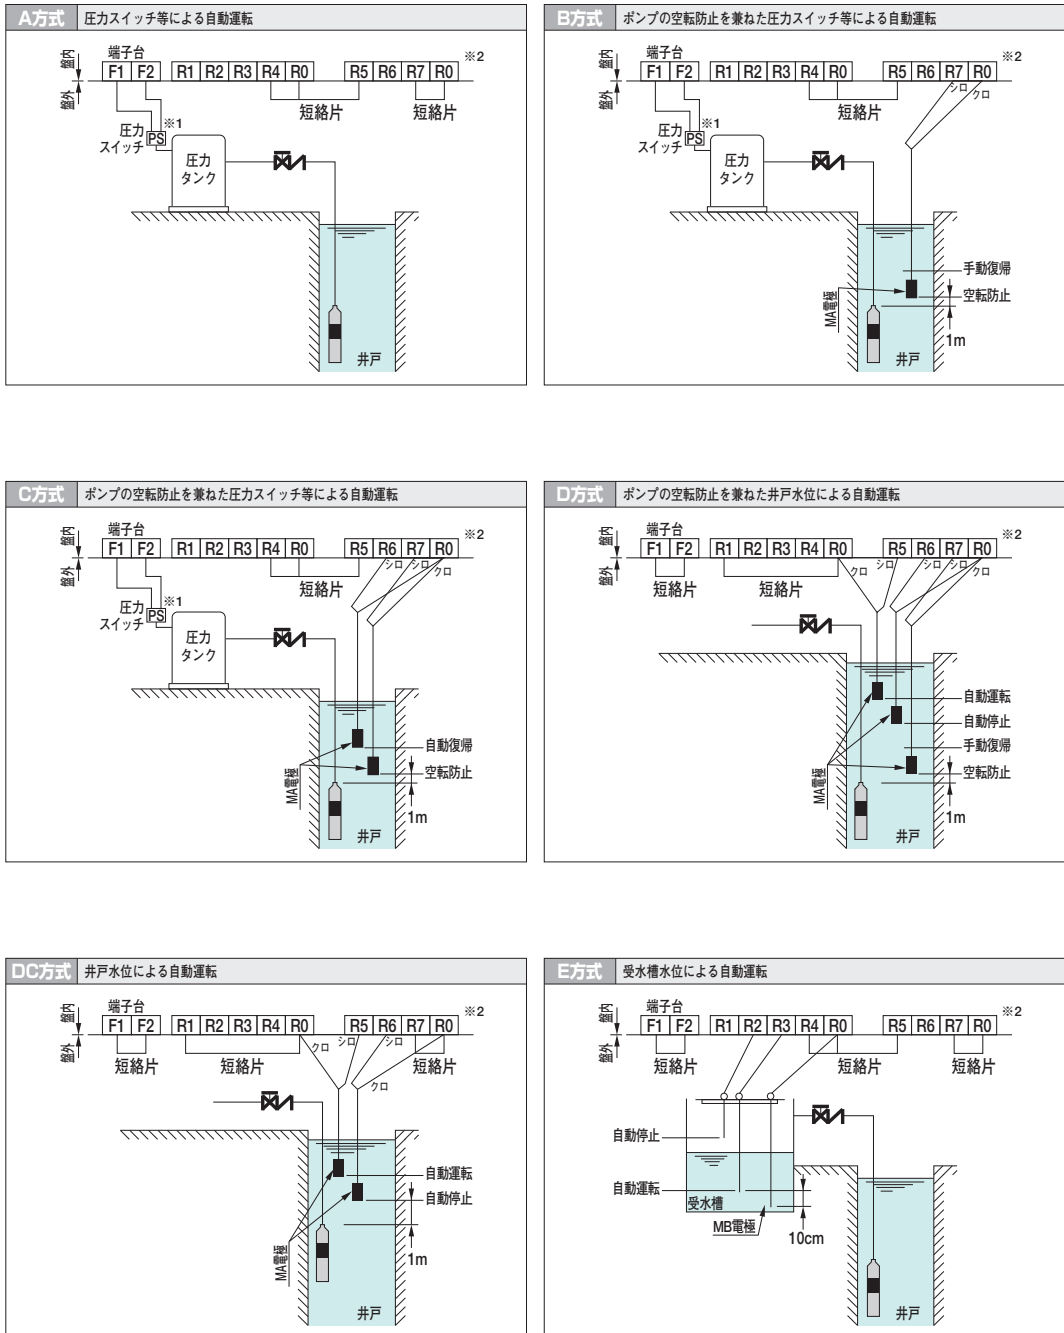 A方式 圧力スイッチ等による自動運転
盤内
盤外
端子台
F1 F2 R1 R2 R3 R4 R0 R5 R6 R7 R0
※2
短絡片
短絡片
圧力
スイッチ
※1
PS
圧力
タンク
井戸
B方式 ポンプの空転防止を兼ねた圧力スイッチ等による自動運転
盤内
盤外
端子台
F1 F2 R1 R2 R3 R4 R0 R5 R6 R7 R0
※2
シロ
クロ
短絡片
圧力
スイッチ
※1
PS
圧力
タンク
手動復帰
空転防止
MA電極
1m
井戸
C方式 ポンプの空転防止を兼ねた圧力スイッチ等による自動運転
盤内
盤外
端子台
F1 F2 R1 R2 R3 R4 R0 R5 R6 R7 R0
※2
シロ シロ
クロ
短絡片
圧力
スイッチ
※1
PS
圧力
タンク
自動復帰
空転防止
MA電極
1m
井戸
D方式 ポンプの空転防止を兼ねた井戸水位による自動運転
盤内
盤外
端子台
F1 F2 R1 R2 R3 R4 R0 R5 R6 R7 R0
※2
クロ シロ シロ シロ クロ
短絡片
短絡片
自動運転
自動停止
手動復帰
空転防止
MA電極
1m
井戸
DC方式 井戸水位による自動運転
盤内
盤外
端子台
F1 F2 R1 R2 R3 R4 R0 R5 R6 R7 R0
※2
クロ シロ シロ
短絡片
短絡片
短絡片
クロ
自動運転
自動停止
MA電極
1m
井戸
E方式 受水槽水位による自動運転
盤内
盤外
端子台
F1 F2 R1 R2 R3 R4 R0 R5 R6 R7 R0
※2
短絡片
短絡片
短絡片
自動停止
自動運転
受水槽
MB電極
10cm
井戸